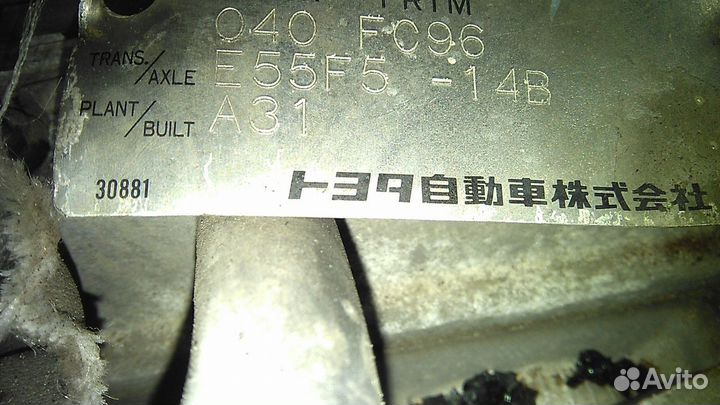 TRIM
040 FC96
TRANS./AXLE E55F5 -14B
PLANT/BUILT A31
30881 トヨタ自動車株式会社
Avito